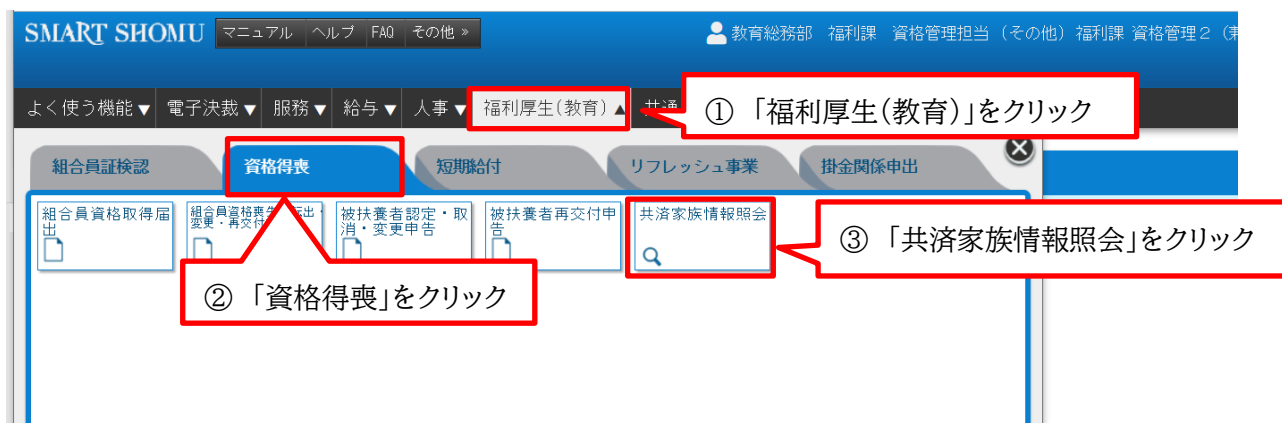 SMART SHOMU マニュアル ヘルプ FAQ その他 » 教育総務部 福利課 資格管理担当 (その他) 福利課 資格管理2
よく使う機能▼ 電子決裁▼ 服務▼ 給与▼ 人事▼ 福利厚生(教育)▲ 共通
① 「福利厚生(教育)」をクリック
組合員証検認 資格得喪 短期給付 リフレッシュ事業 掛金関係申出
組合員資格取得届
出
組合員資格喪
変更・再交付
被扶養者認定・取
消・変更申告
被扶養者再交付申
告
共済家族情報照会
② 「資格得喪」をクリック
③ 「共済家族情報照会」をクリック